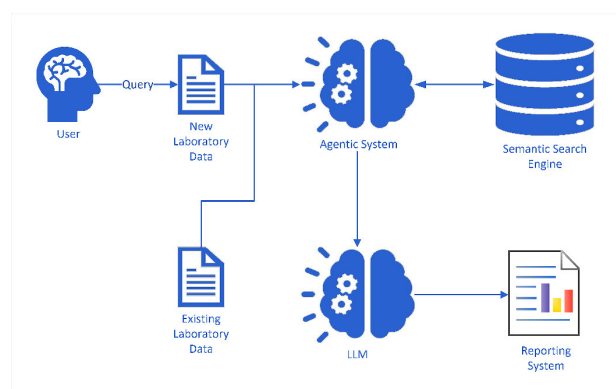 Query
User
New
Laboratory
Data
Agentic System
Semantic Search
Engine
Existing
Laboratory
Data
LLM
Reporting
System